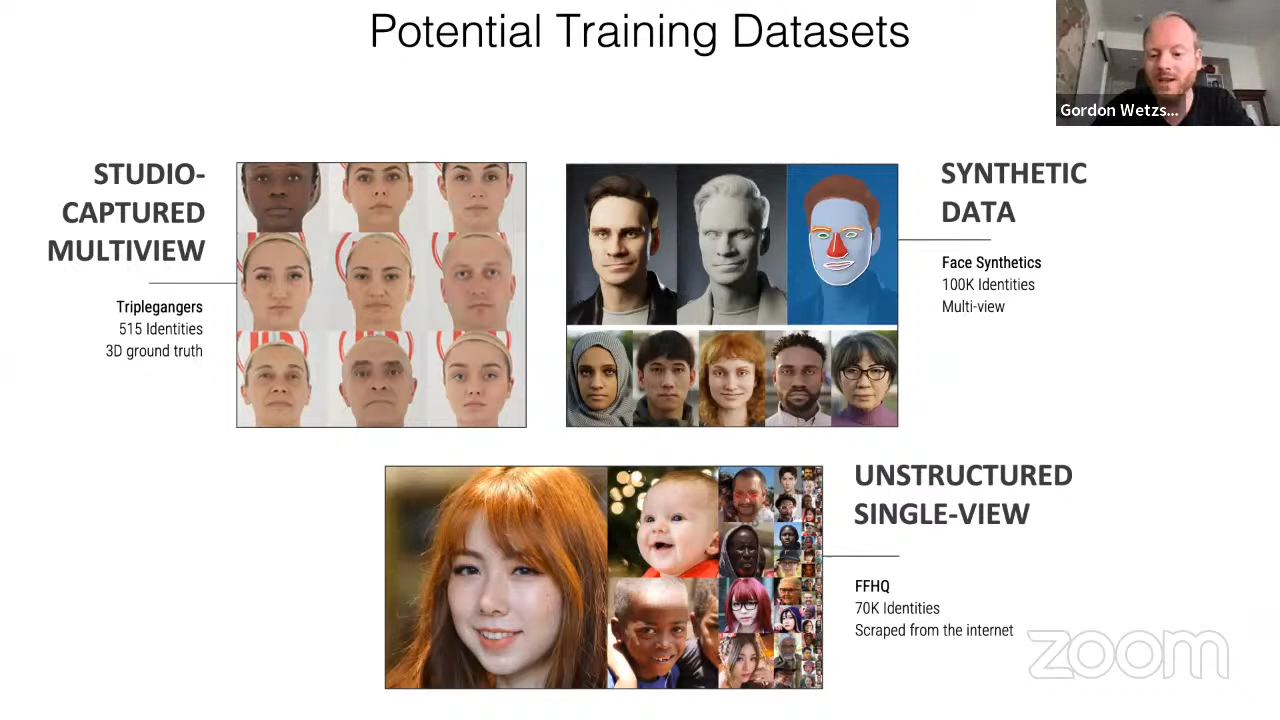 Potential Training Datasets
Gordon Wetzs...
STUDIO-
CAPTURED
MULTIVIEW
Triplegangers
515 Identities
3D ground truth
SYNTHETIC
DATA
Face Synthetics
100K Identities
Multi-view
UNSTRUCTURED
SINGLE-VIEW
FFHQ
70K Identities
Scraped from the internet
zoom